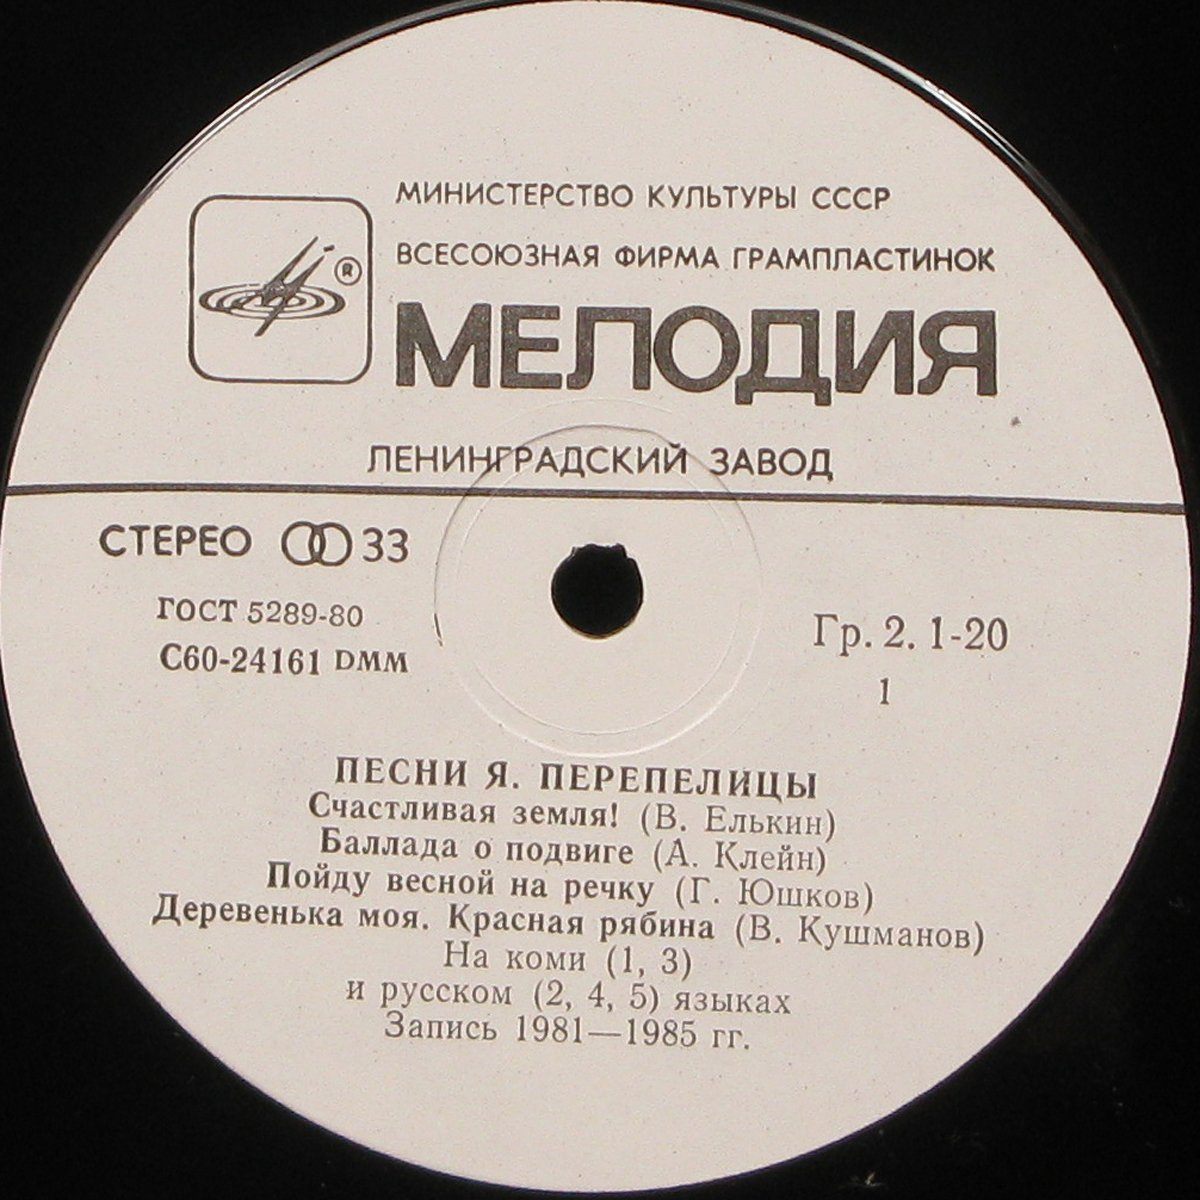 МИНИСТЕРСТВО КУЛЬТУРЫ СССР
ВСЕСОЮЗНАЯ ФИРМА ГРАМПЛАСТИНОК
®
МЕЛОДИЯ
ЛЕНИНГРАДСКИЙ ЗАВОД
СТЕРЕО 33
ГОСТ 5289-80
С60-24161 DMM
Гр. 2. 1-20
1
ПЕСНИ Я. ПЕРЕПЕЛИЦЫ
Счастливая земля! (В. Елькин)
Баллада о подвиге (А. Клейн)
Пойду весной на речку (Г. Юшков)
Деревенька моя. Красная рябина (В. Кушманов)
На коми (1, 3)
и русском (2, 4, 5) языках
Запись 1981—1985 гг.